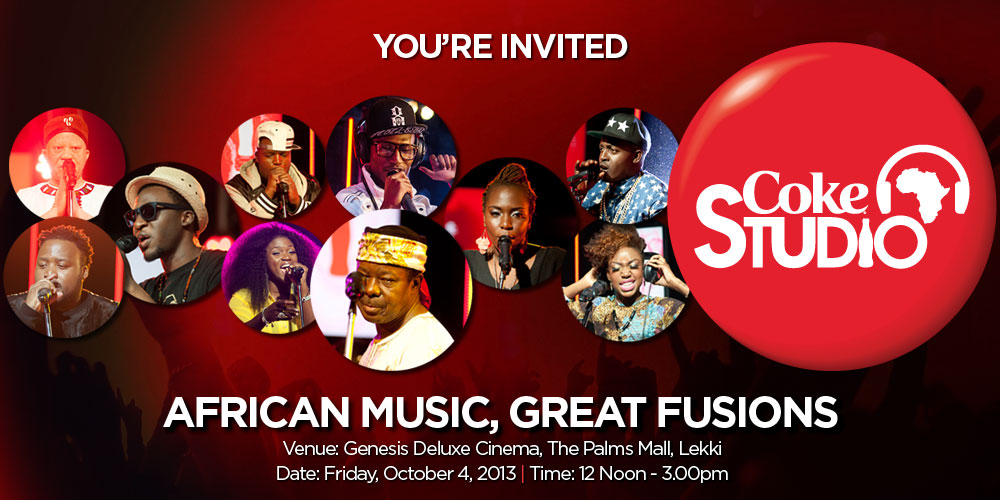 YOU'RE INVITED
Coke
STUDIO
AFRICAN MUSIC, GREAT FUSIONS
Venue: Genesis Deluxe Cinema, The Palms Mall, Lekki
Date: Friday, October 4, 2013 | Time: 12 Noon - 3.00pm